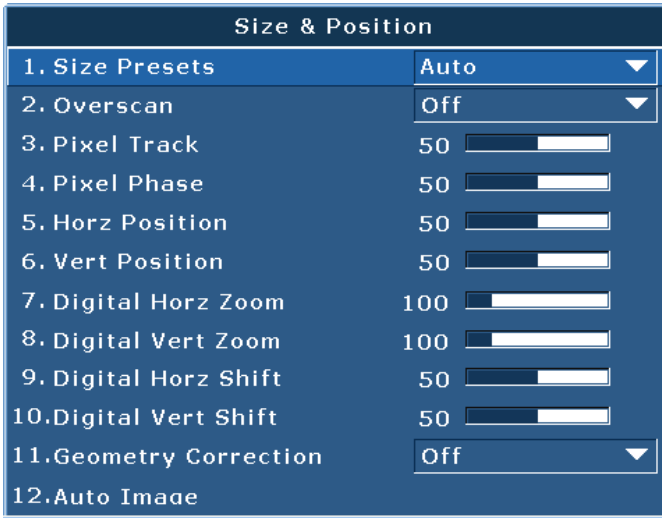 Size & Position
1. Size Presets Auto
2. Overscan Off
3. Pixel Track 50
4. Pixel Phase 50
5. Horz Position 50
6. Vert Position 50
7. Digital Horz Zoom 100
8. Digital Vert Zoom 100
9. Digital Horz Shift 50
10.Digital Vert Shift 50
11.Geometry Correction Off
12.Auto Image